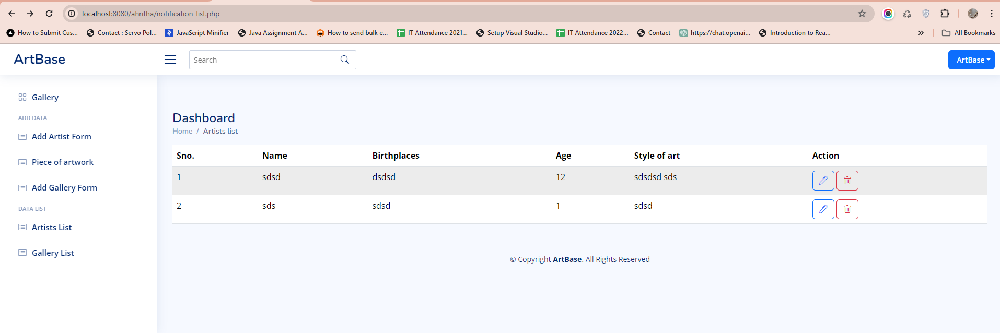 localhost:8080/ahritha/notification_list.php
How to Submit Cus... Contact : Servo Pol... JavaScript Minifier Java Assignment A... How to send bulk e... IT Attendance 2021... Setup Visual Studio... IT Attendance 2022... Contact https://chat.openai... Introduction to Rea... » All Bookmarks
ArtBase Search ArtBase
Gallery
ADD DATA
Add Artist Form
Piece of artwork
Add Gallery Form
DATA LIST
Artists List
Gallery List
Dashboard
Home / Artists list
Sno. Name Birthplaces Age Style of art Action
1 sdsd dsdsd 12 sdsdsd sds
2 sds sdsd 1 sdsd
© Copyright ArtBase. All Rights Reserved